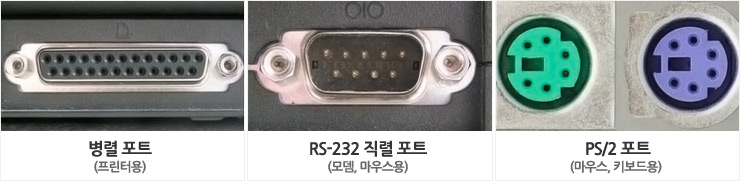 병렬 포트
(프린터용)
RS-232 직렬 포트
(모뎀, 마우스용)
PS/2 포트
(마우스, 키보드용)